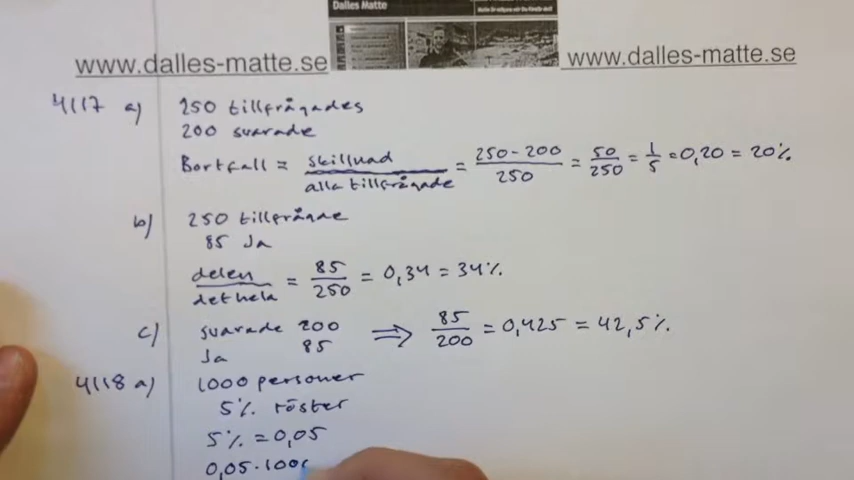 Dalles Matte
www.dalles-matte.se www.dalles-matte.se
4117 a) 250 tillfrågades
200 svarade
Bortfall = skillnad / alla tillfrågade = 250-200 / 250 = 50/250 = 1/5 = 0,20 = 20%
b) 250 tillfrågade
85 Ja
delen / det hela = 85/250 = 0,34 = 34%
c) svarade 200 ⟹ 85/200 = 0,425 = 42,5%
Ja 85
4118 a) 1000 personer
5% röster
5% = 0,05
0,05·1000